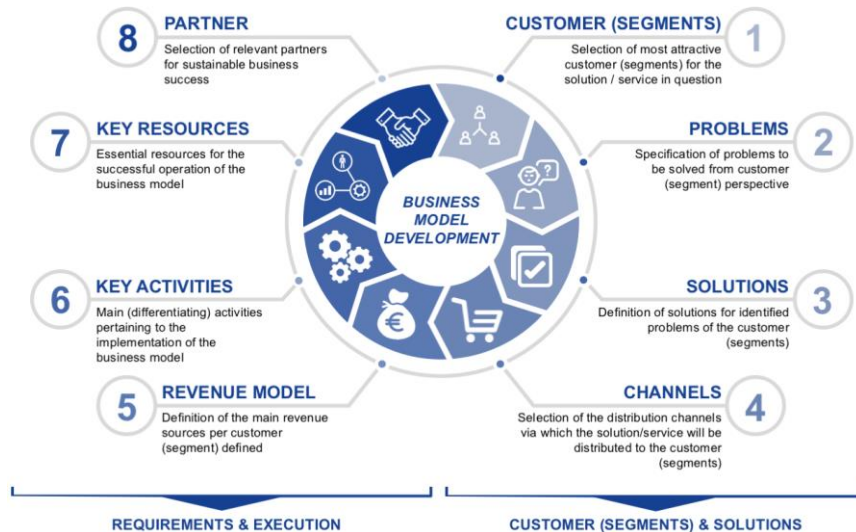 8
PARTNER
Selection of relevant partners
for sustainable business
success
CUSTOMER (SEGMENTS)
1
Selection of most attractive
customer (segments) for the
solution / service in question
7
KEY RESOURCES
Essential resources for the
successful operation of the
business model
PROBLEMS
2
Specification of problems to
be solved from customer
(segment) perspective
?
BUSINESS
MODEL
DEVELOPMENT
6
KEY ACTIVITIES
Main (differentiating) activities
pertaining to the
implementation of the
business model
SOLUTIONS
3
Definition of solutions for identified
problems of the customer
(segments)
€
5
REVENUE MODEL
Definition of the main revenue
sources per customer
(segment) defined
CHANNELS
4
Selection of the distribution channels
via which the solution/service will be
distributed to the customer
(segments)
REQUIREMENTS & EXECUTION
CUSTOMER (SEGMENTS) & SOLUTIONS